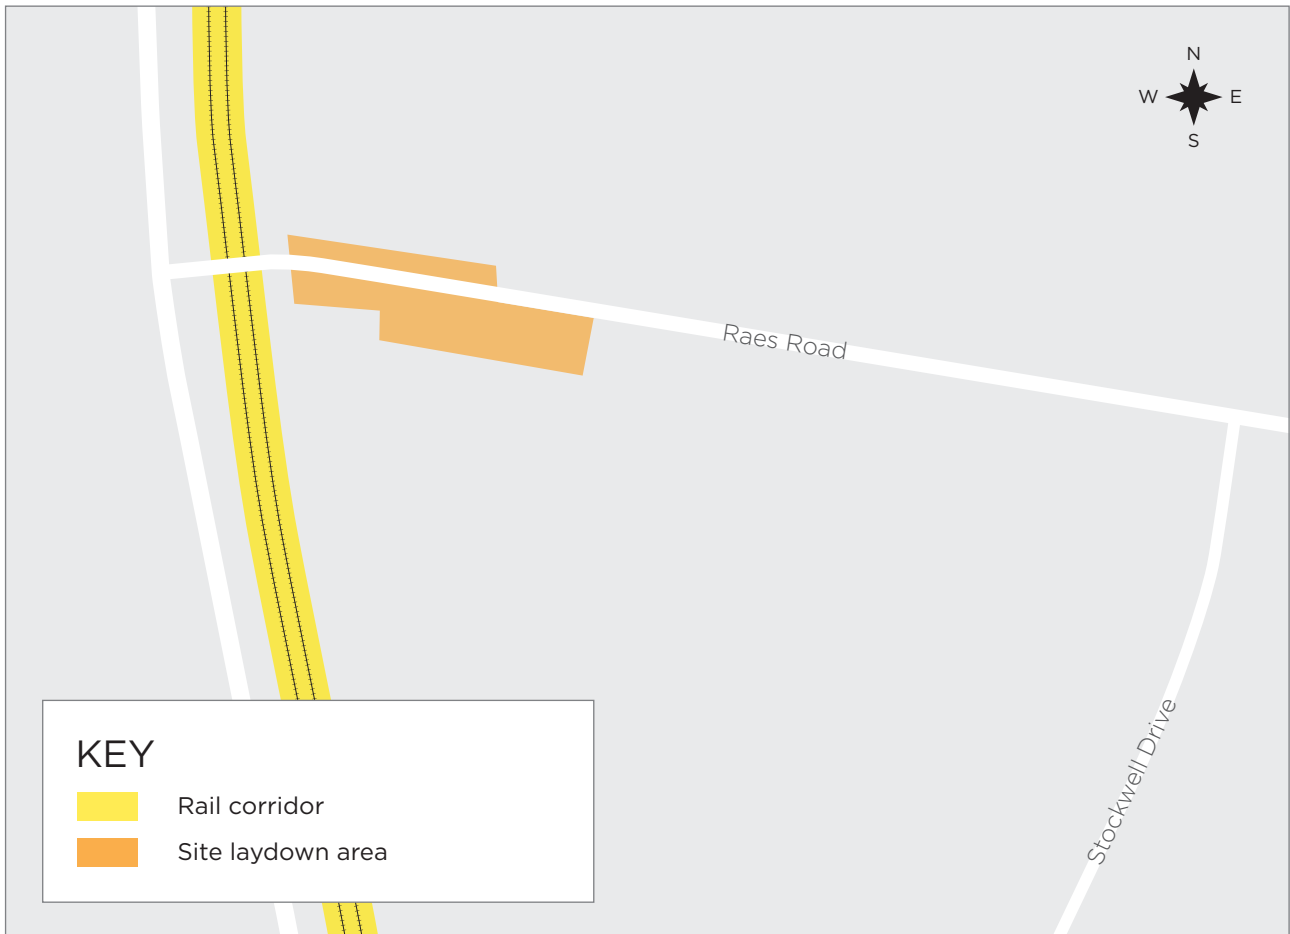 N
W E
S
Raes Road
Stockwell Drive
KEY
Rail corridor
Site laydown area